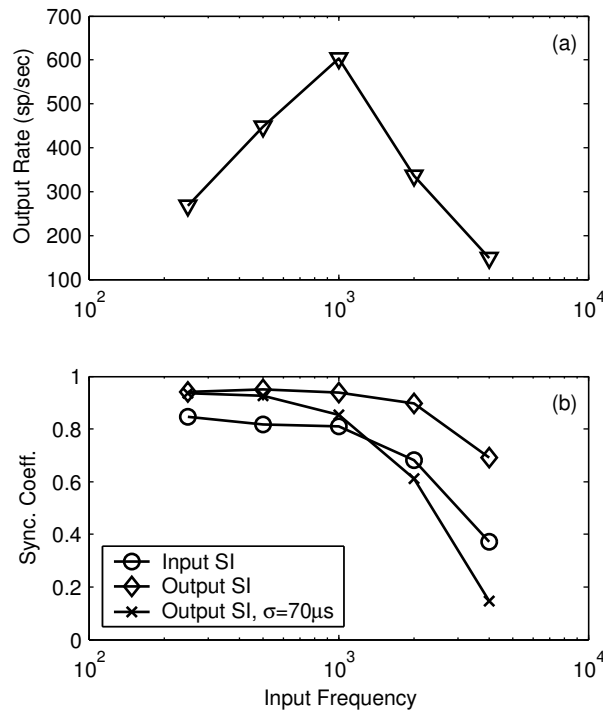 700
600
500
400
300
200
100
Output Rate (sp/sec)
(a)
10^2
10^3
10^4
1
0.8
0.6
0.4
0.2
0
Sync. Coeff.
(b)
Input SI
Output SI
Output SI, σ=70μs
10^2
10^3
10^4
Input Frequency